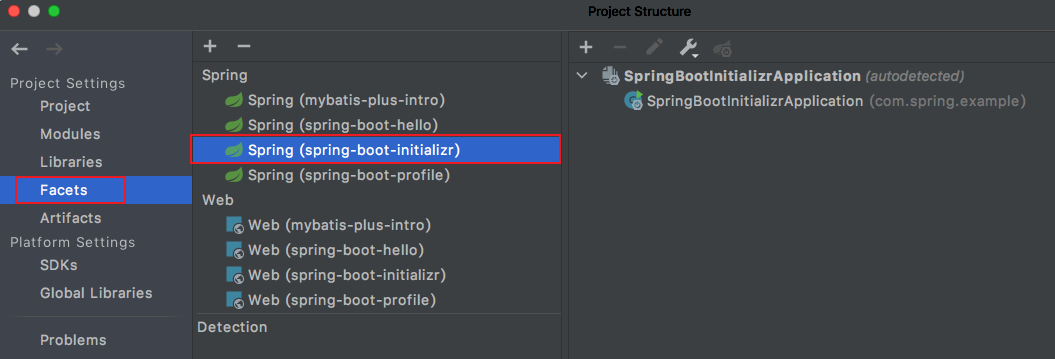 Project Structure
Project Settings
Project
Modules
Libraries
Facets
Artifacts
Platform Settings
SDKs
Global Libraries
Problems
Spring
Spring (mybatis-plus-intro)
Spring (spring-boot-hello)
Spring (spring-boot-initializr)
Spring (spring-boot-profile)
Web
Web (mybatis-plus-intro)
Web (spring-boot-hello)
Web (spring-boot-initializr)
Web (spring-boot-profile)
Detection
SpringBootInitializrApplication (autodetected)
SpringBootInitializrApplication (com.spring.example)